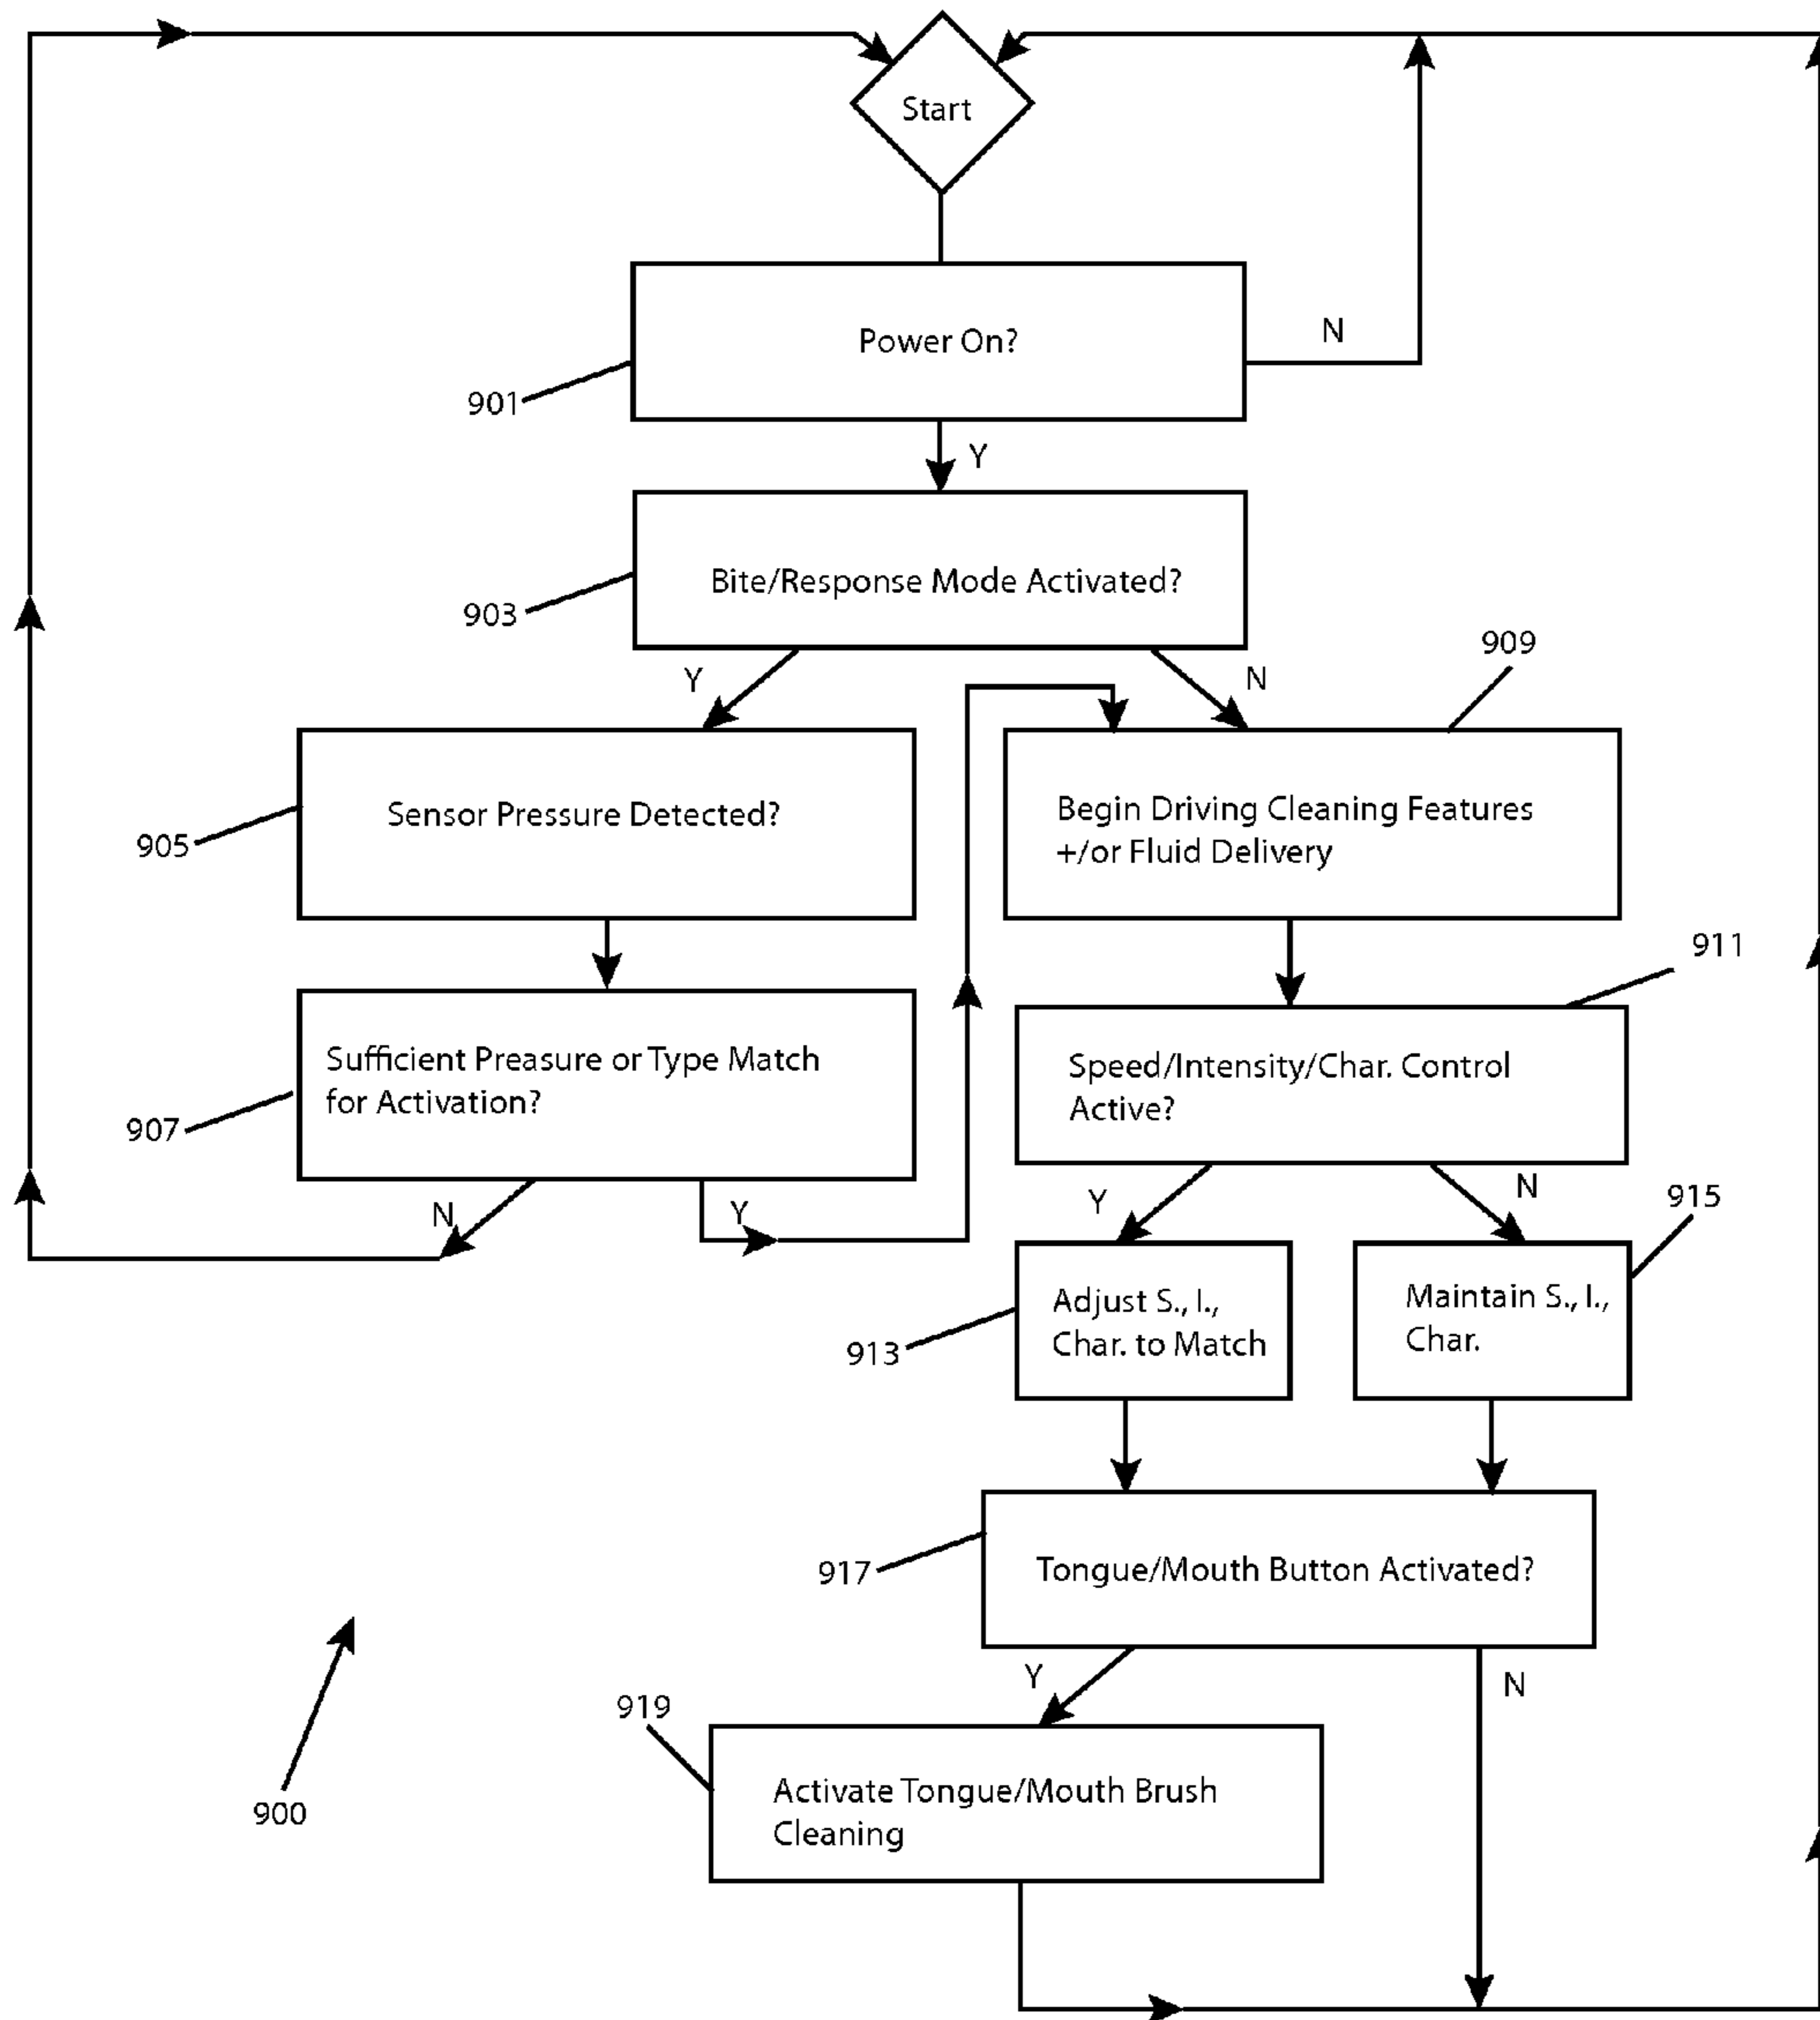 Start
Power On?
N
901
Y
Bite/Response Mode Activated?
903
909
Y
N
Sensor Pressure Detected?
905
Begin Driving Cleaning Features
+/or Fluid Delivery
911
Sufficient Preasure or Type Match
for Activation?
907
Speed/Intensity/Char. Control
Active?
N
Y
Y
N
915
Adjust S., I.,
Char. to Match
913
Maintain S., I.,
Char.
Tongue/Mouth Button Activated?
917
Y
N
919
Activate Tongue/Mouth Brush
Cleaning
900